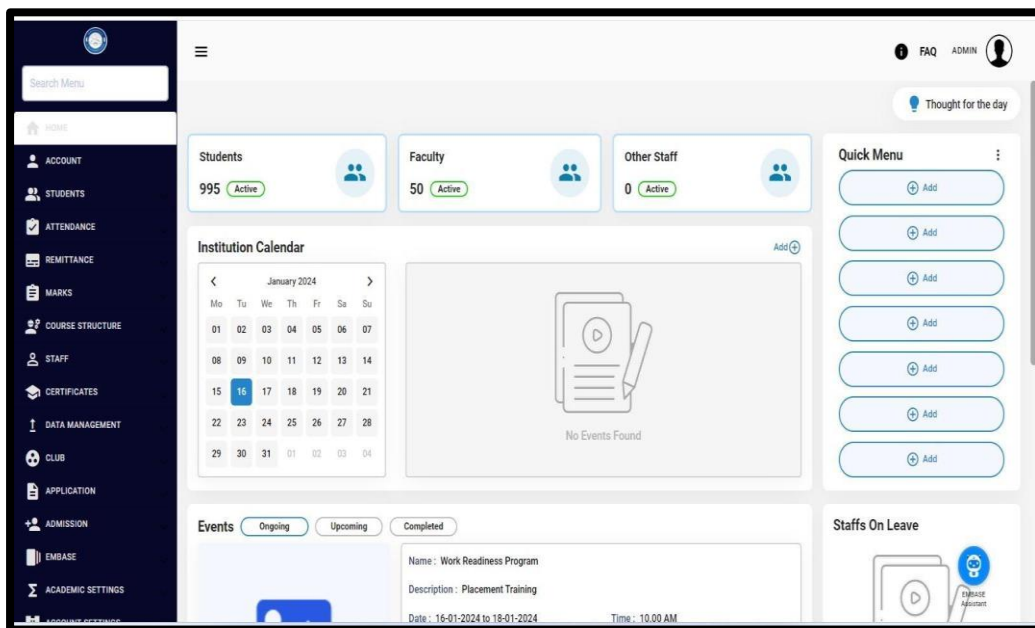 FAQ
ADMIN
Search Menu
HOME
ACCOUNT
STUDENTS
ATTENDANCE
REMITTANCE
MARKS
COURSE STRUCTURE
STAFF
CERTIFICATES
DATA MANAGEMENT
CLUB
APPLICATION
ADMISSION
EMBASE
ACADEMIC SETTINGS
ACCOUNT SETTINGS
Thought for the day
Students
995 Active
Faculty
50 Active
Other Staff
0 Active
Institution Calendar
Add
January 2024
Mo Tu We Th Fr Sa Su
01 02 03 04 05 06 07
08 09 10 11 12 13 14
15 16 17 18 19 20 21
22 23 24 25 26 27 28
29 30 31 01 02 03 04
No Events Found
Quick Menu
Add
Add
Add
Add
Add
Add
Add
Events Ongoing Upcoming Completed
Name : Work Readiness Program
Description : Placement Training
Date : 16-01-2024 to 18-01-2024 Time : 10.00 AM
Staffs On Leave
EMBASE
Assistant